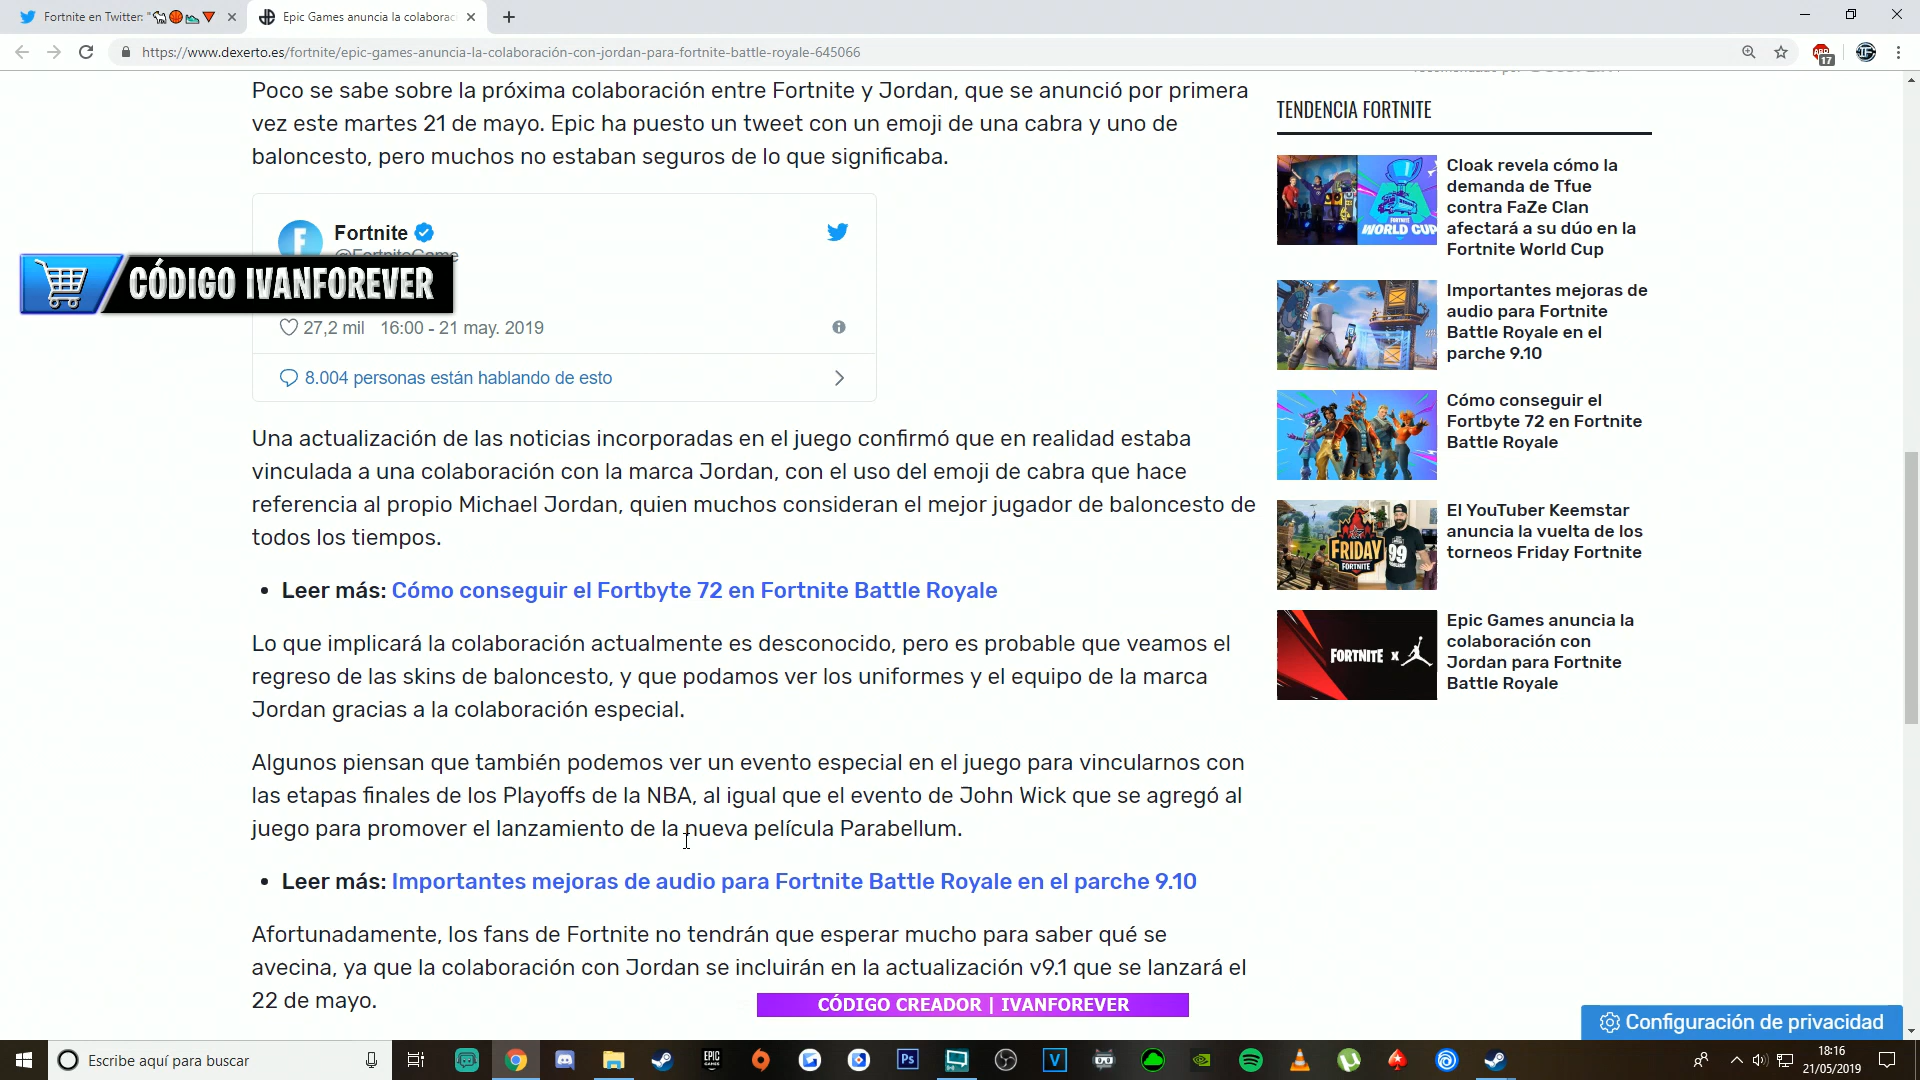 Fortnite en Twitter: "🐐🏀👟🔻
Epic Games anuncia la colaborac
https://www.dexerto.es/fortnite/epic-games-anuncia-la-colaboración-con-jordan-para-fortnite-battle-royale-645066
17
Poco se sabe sobre la próxima colaboración entre Fortnite y Jordan, que se anunció por primera
vez este martes 21 de mayo. Epic ha puesto un tweet con un emoji de una cabra y uno de
baloncesto, pero muchos no estaban seguros de lo que significaba.
Fortnite
@FortniteGame
CÓDIGO IVANFOREVER
27,2 mil 16:00 - 21 may. 2019
8.004 personas están hablando de esto
Una actualización de las noticias incorporadas en el juego confirmó que en realidad estaba
vinculada a una colaboración con la marca Jordan, con el uso del emoji de cabra que hace
referencia al propio Michael Jordan, quien muchos consideran el mejor jugador de baloncesto de
todos los tiempos.
• Leer más: Cómo conseguir el Fortbyte 72 en Fortnite Battle Royale
Lo que implicará la colaboración actualmente es desconocido, pero es probable que veamos el
regreso de las skins de baloncesto, y que podamos ver los uniformes y el equipo de la marca
Jordan gracias a la colaboración especial.
Algunos piensan que también podemos ver un evento especial en el juego para vincularnos con
las etapas finales de los Playoffs de la NBA, al igual que el evento de John Wick que se agregó al
juego para promover el lanzamiento de la nueva película Parabellum.
• Leer más: Importantes mejoras de audio para Fortnite Battle Royale en el parche 9.10
Afortunadamente, los fans de Fortnite no tendrán que esperar mucho para saber qué se
avecina, ya que la colaboración con Jordan se incluirán en la actualización v9.1 que se lanzará el
22 de mayo.
CÓDIGO CREADOR | IVANFOREVER
TENDENCIA FORTNITE
FORTNITE
WORLD CUP
Cloak revela cómo la
demanda de Tfue
contra FaZe Clan
afectará a su dúo en la
Fortnite World Cup
Importantes mejoras de
audio para Fortnite
Battle Royale en el
parche 9.10
Cómo conseguir el
Fortbyte 72 en Fortnite
Battle Royale
FRIDAY
FORTNITE
99
El YouTuber Keemstar
anuncia la vuelta de los
torneos Friday Fortnite
FORTNITE x
Epic Games anuncia la
colaboración con
Jordan para Fortnite
Battle Royale
Configuración de privacidad
Escribe aquí para buscar
EPIC
GAMES
Ps
V
18:16
21/05/2019